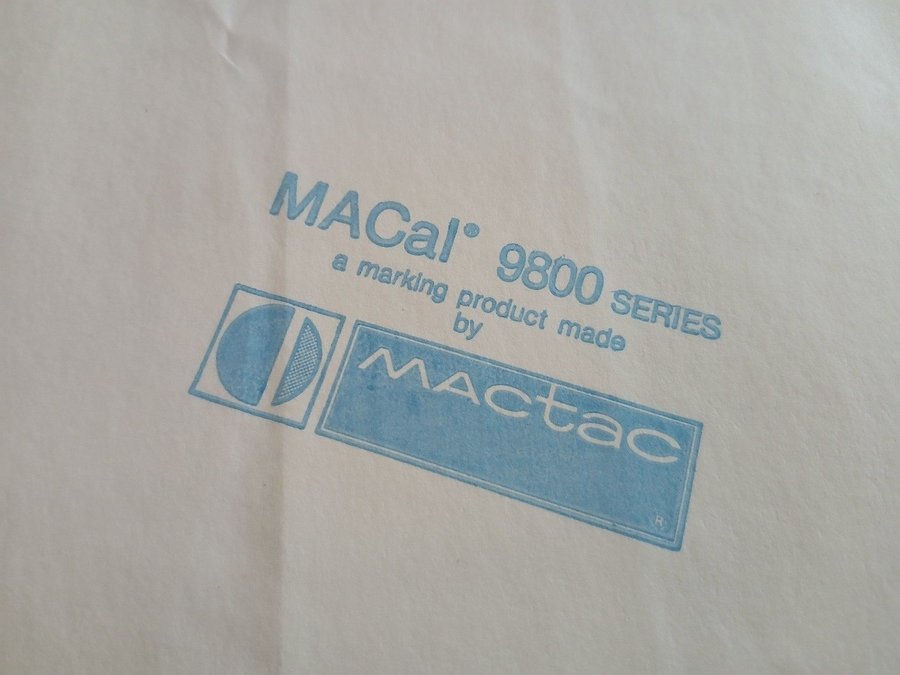 MACal® 9800 SERIES
a marking product made
by
MACtac
®